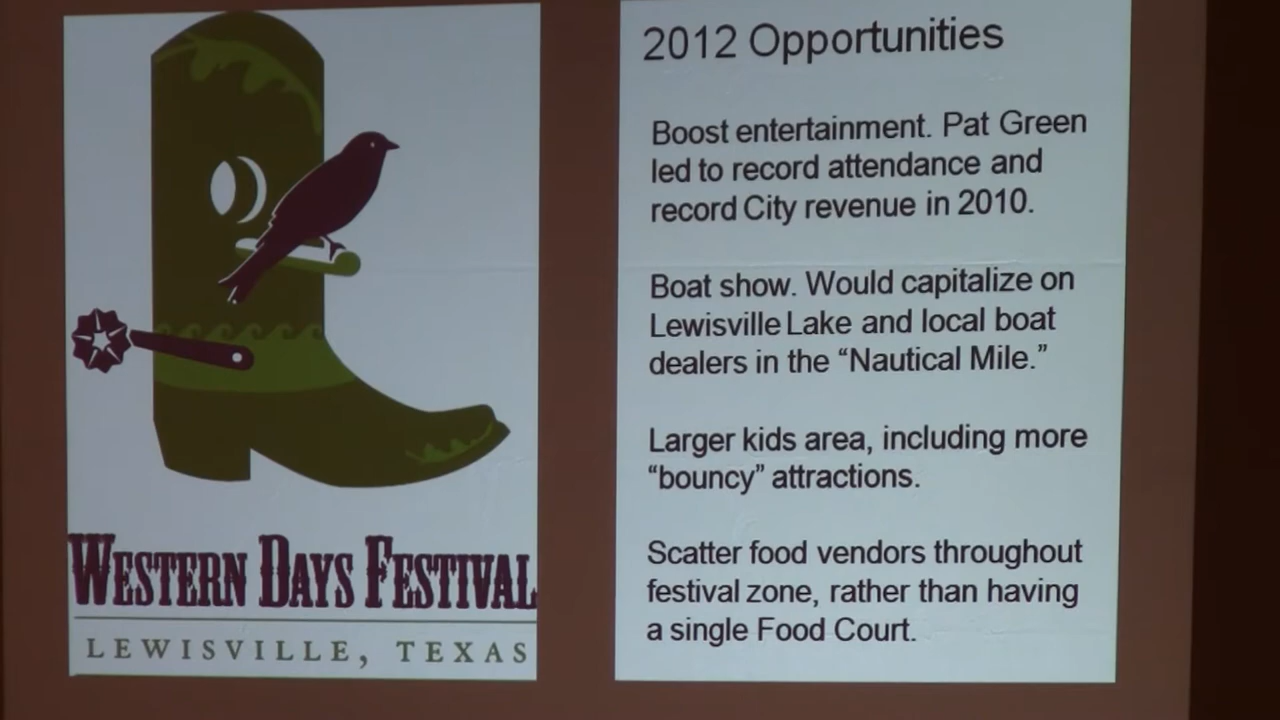 WESTERN DAYS FESTIVAL
LEWISVILLE, TEXAS
2012 Opportunities
Boost entertainment. Pat Green
led to record attendance and
record City revenue in 2010.
Boat show. Would capitalize on
Lewisville Lake and local boat
dealers in the “Nautical Mile.”
Larger kids area, including more
“bouncy” attractions.
Scatter food vendors throughout
festival zone, rather than having
a single Food Court.